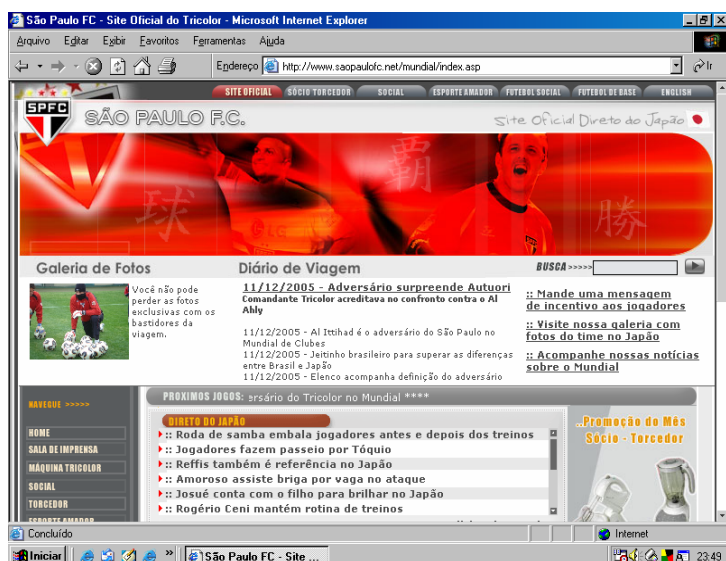 São Paulo FC - Site Oficial do Tricolor - Microsoft Internet Explorer
Arquivo Editar Exibir Favoritos Ferramentas Ajuda
Endereço http://www.saopaulofc.net/mundial/index.asp Ir
SITE OFICIAL SÓCIO TORCEDOR SOCIAL ESPORTE AMADOR FUTEBOL SOCIAL FUTEBOL DE BASE ENGLISH
SPFC
SÃO PAULO F.C.
Site Oficial Direto do Japão
球 覇 勝
LG
Galeria de Fotos
Você não pode
perder as fotos
exclusivas com os
bastidores da
viagem.
Diário de Viagem
11/12/2005 - Adversário surpreende Autuori
Comandante Tricolor acreditava no confronto contra o Al
Ahly
11/12/2005 - Al Ittihad é o adversário do São Paulo no
Mundial de Clubes
11/12/2005 - Jeitinho brasileiro para superar as diferenças
entre Brasil e Japão
11/12/2005 - Elenco acompanha definição do adversário
BUSCA >>>>>
:: Mande uma mensagem
de incentivo aos jogadores
:: Visite nossa galeria com
fotos do time no Japão
:: Acompanhe nossas notícias
sobre o Mundial
NAVEGUE >>>>>
HOME
SALA DE IMPRENSA
MÁQUINA TRICOLOR
SOCIAL
TORCEDOR
ESPORTE AMADOR
PROXIMOS JOGOS: ersário do Tricolor no Mundial ****
DIRETO DO JAPÃO
:: Roda de samba embala jogadores antes e depois dos treinos
:: Jogadores fazem passeio por Tóquio
:: Reffis também é referência no Japão
:: Amoroso assiste briga por vaga no ataque
:: Josué conta com o filho para brilhar no Japão
:: Rogério Ceni mantém rotina de treinos
..Promoção do Mês
Sócio - Torcedor
Concluído
Internet
Iniciar » São Paulo FC - Site ... 23:49